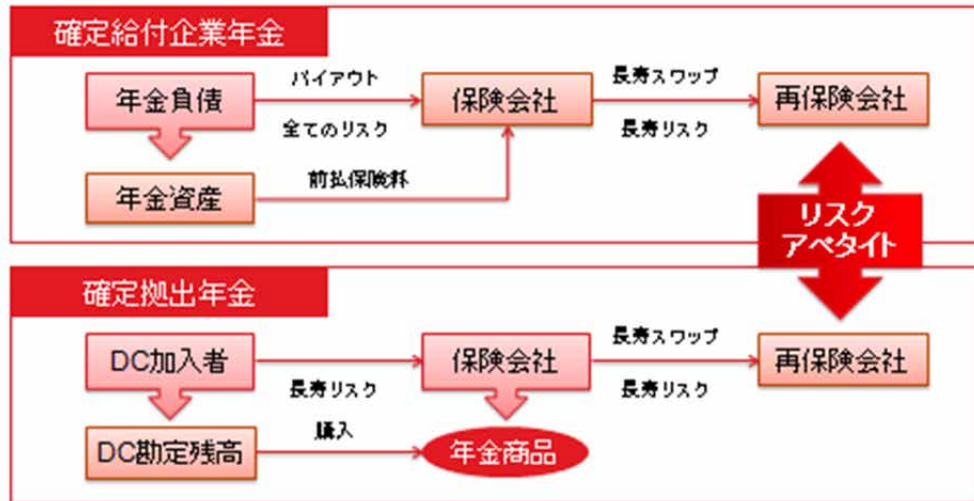 確定給付企業年金
年金負債
バイアウト
全てのリスク
保険会社
長寿スワップ
長寿リスク
再保険会社
年金資産
前払保険料
リスク
アペタイト
確定拠出年金
DC加入者
長寿リスク
保険会社
長寿スワップ
長寿リスク
再保険会社
DC勘定残高
購入
年金商品